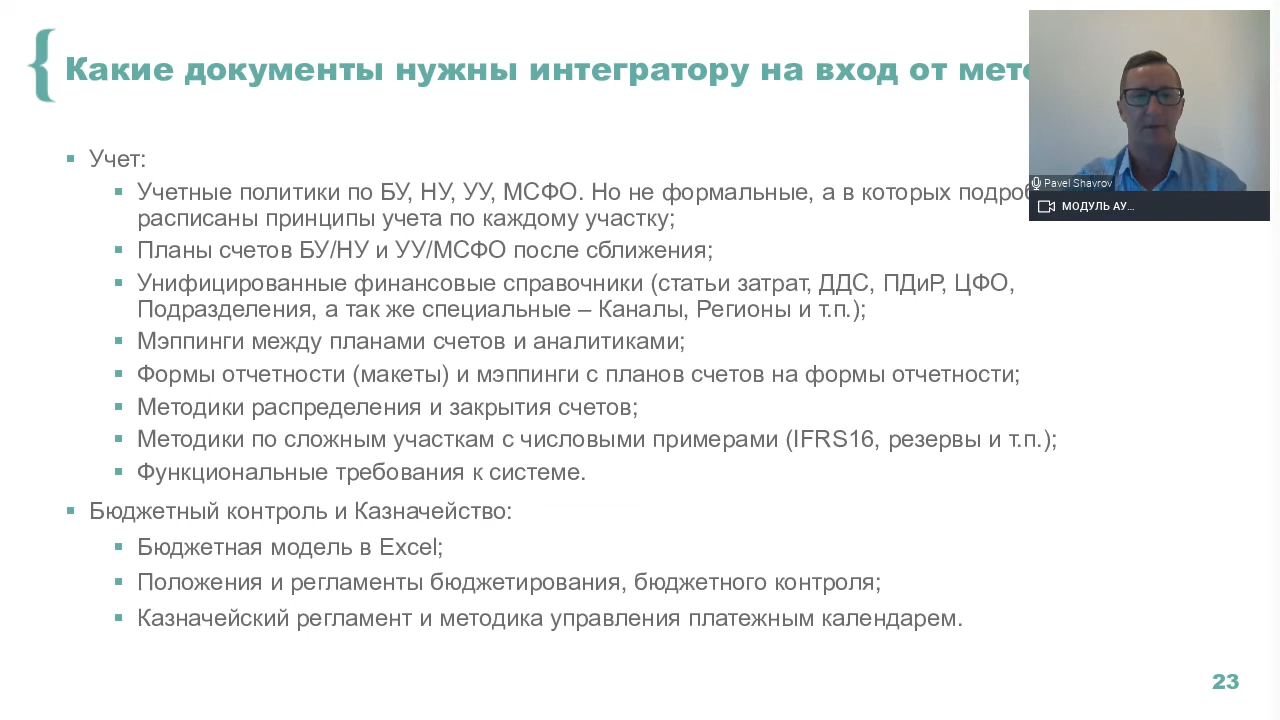 Какие документы нужны интегратору на вход от
Учет:
Учетные политики по БУ, НУ, УУ, МСФО. Но не формальные, а в которых
расписаны принципы учета по каждому участку;
Планы счетов БУ/НУ и УУ/МСФО после сближения;
Унифицированные финансовые справочники (статьи затрат, ДДС, ПДиР, ЦФО,
Подразделения, а так же специальные – Каналы, Регионы и т.п.);
Мэппинги между планами счетов и аналитиками;
Формы отчетности (макеты) и мэппинги с планов счетов на формы отчетности;
Методики распределения и закрытия счетов;
Методики по сложным участкам с числовыми примерами (IFRS16, резервы и т.п.);
Функциональные требования к системе.
Бюджетный контроль и Казначейство:
Бюджетная модель в Excel;
Положения и регламенты бюджетирования, бюджетного контроля;
Казначейский регламент и методика управления платежным календарем.
23
Pavel Shavrov
МОДУЛЬ АУ...